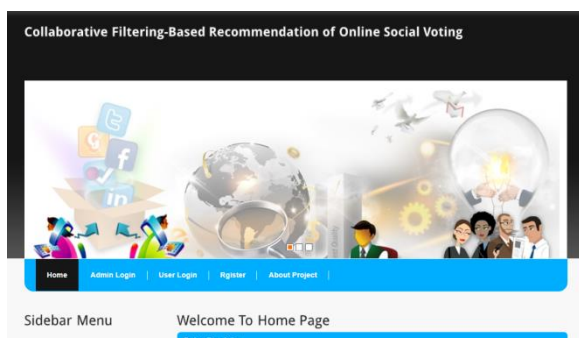 Collaborative Filtering-Based Recommendation of Online Social Voting
in
Home
Admin Login
User Login
Rgister
About Project
Sidebar Menu
Welcome To Home Page